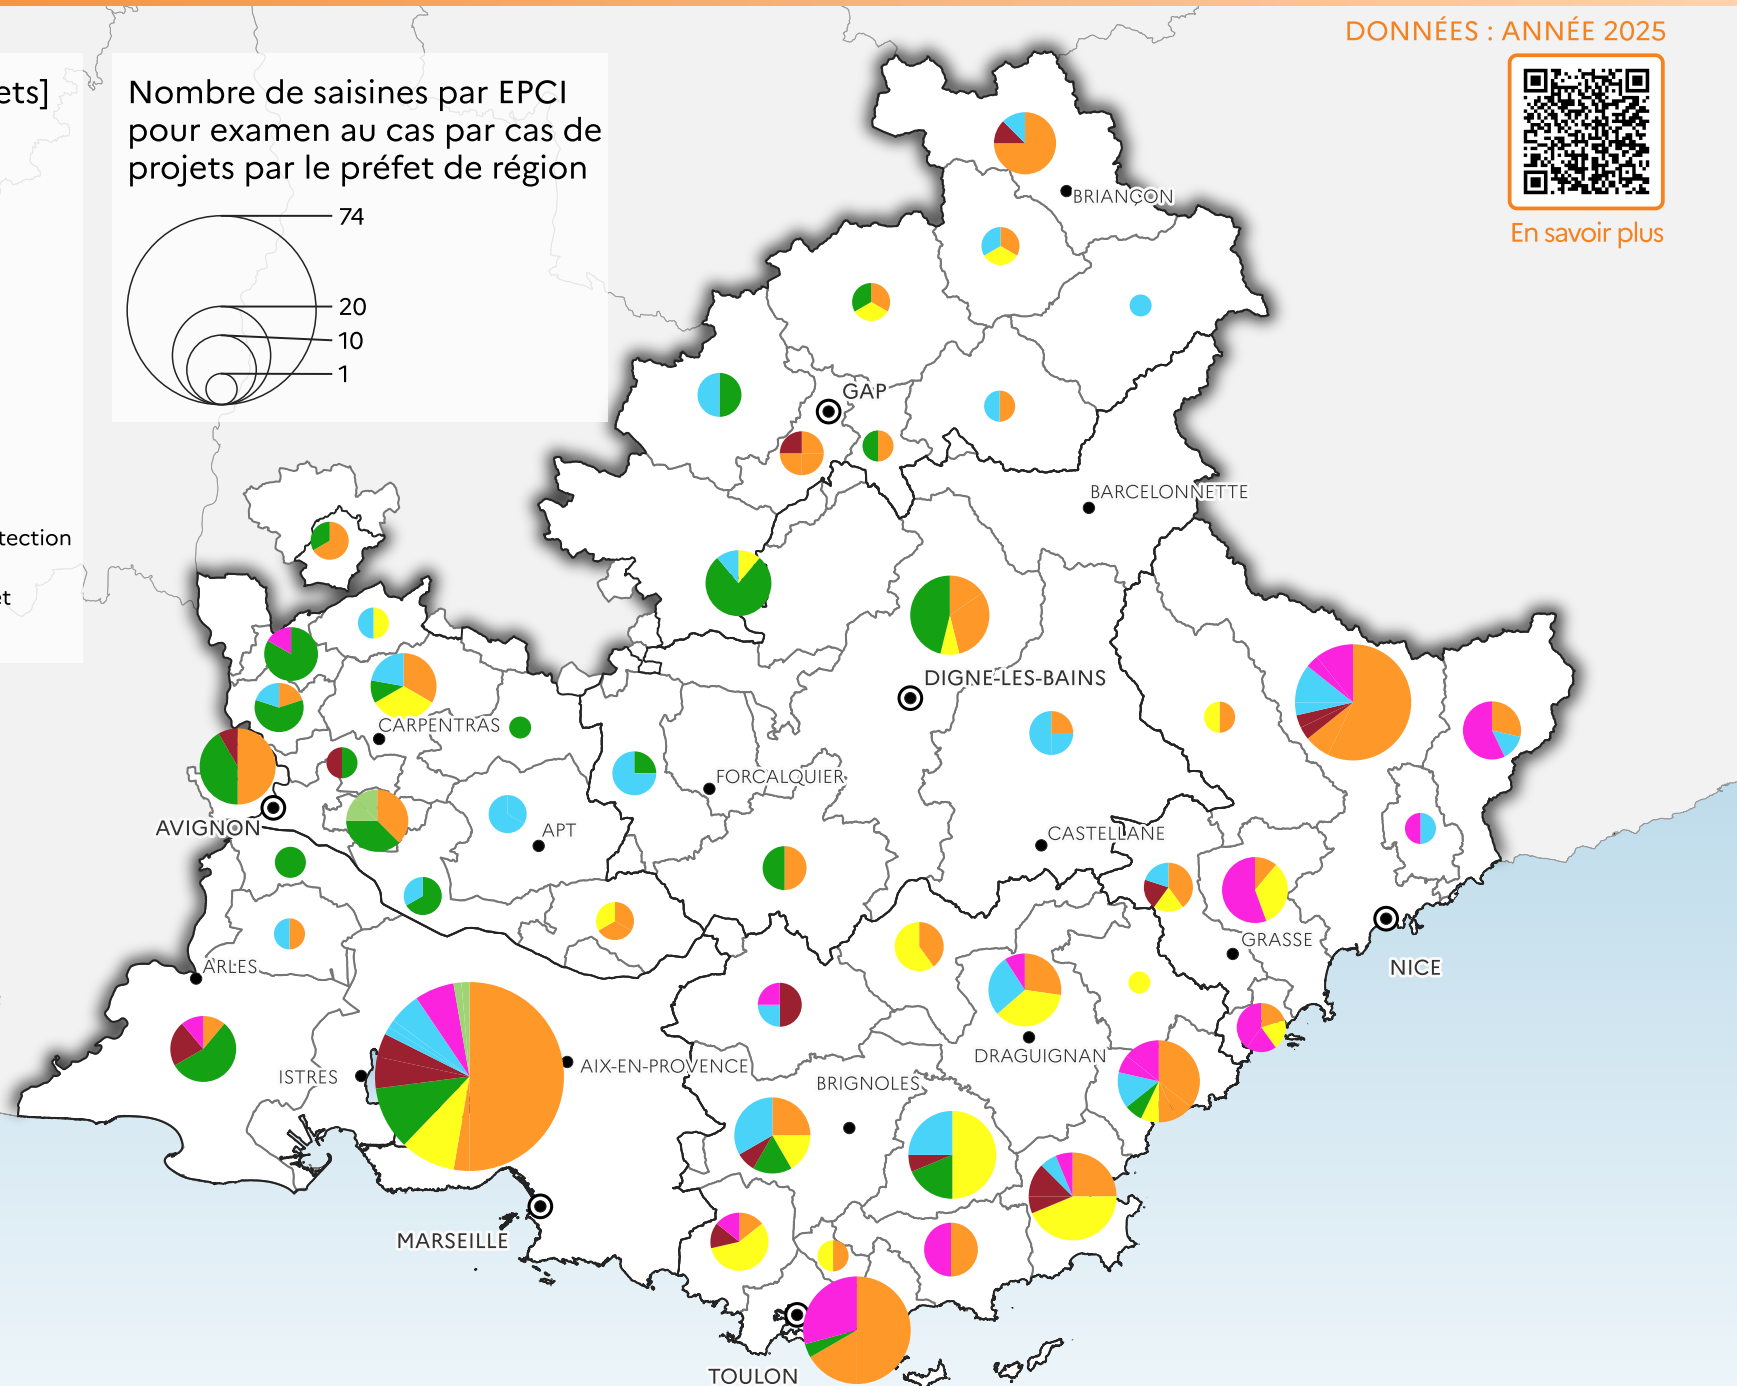 DONNÉES : ANNÉE 2025
En savoir plus
ets]
Nombre de saisines par EPCI
pour examen au cas par cas de
projets par le préfet de région
74
20
10
1
tection
et
BRIANÇON
GAP
BARCELONNETTE
DIGNE-LES-BAINS
CARPENTRAS
FORCALQUIER
AVIGNON
APT
CASTELLANE
GRASSE
NICE
ARLES
DRAGUIGNAN
ISTRES
AIX-EN-PROVENCE
BRIGNOLES
MARSEILLE
TOULON